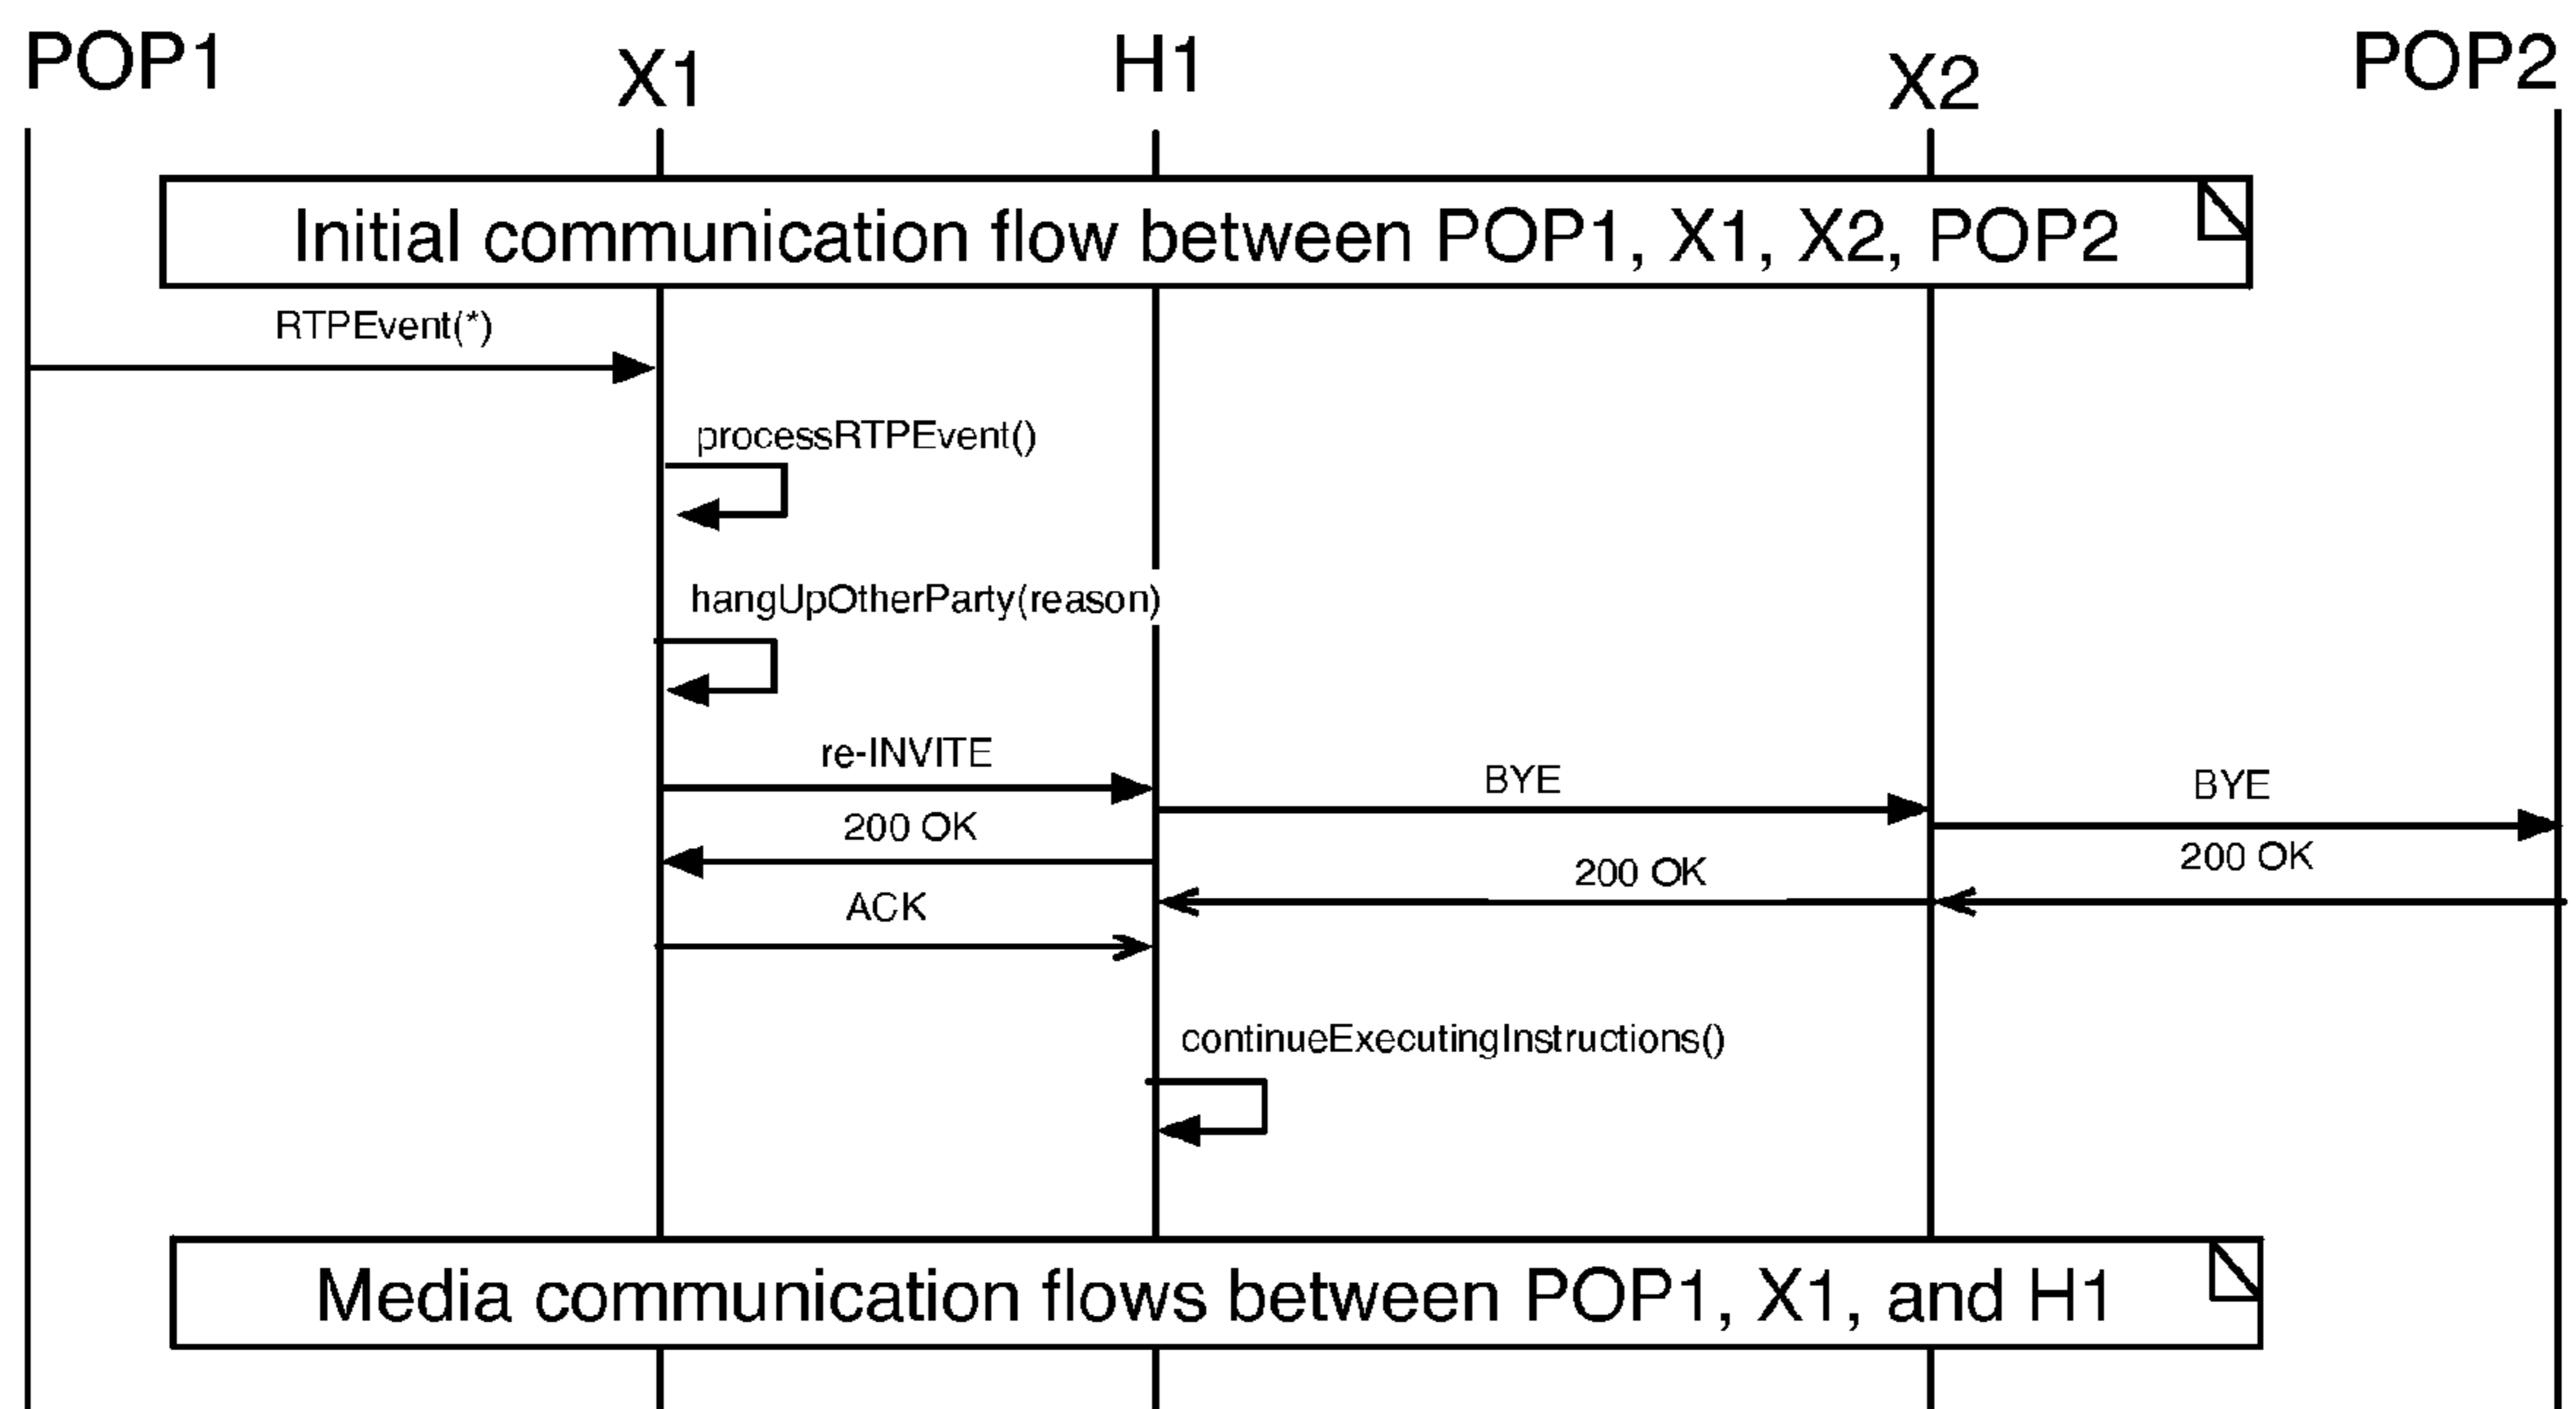 POP1
X1
H1
X2
POP2
Initial communication flow between POP1, X1, X2, POP2
RTPEvent(*)
processRTPEvent()
hangUpOtherParty(reason)
re-INVITE
BYE
BYE
200 OK
200 OK
200 OK
ACK
continueExecutingInstructions()
Media communication flows between POP1, X1, and H1